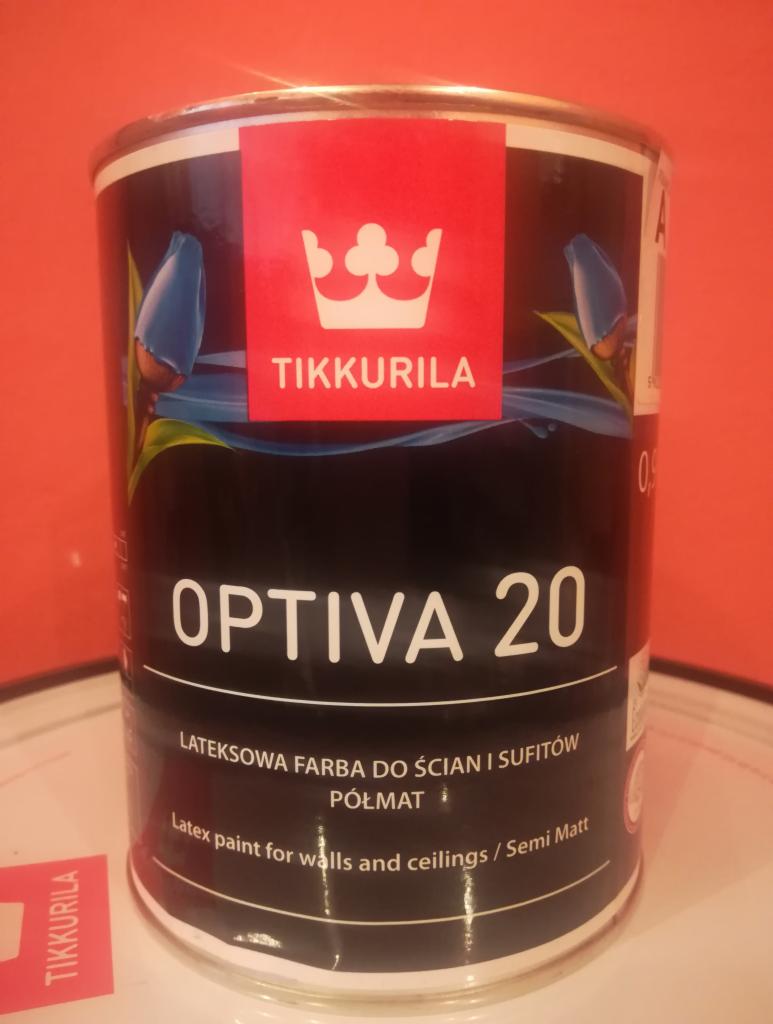 TIKKURILA
OPTIVA 20
LATEKSOWA FARBA DO ŚCIAN I SUFITÓW
PÓŁMAT
Latex paint for walls and ceilings / Semi Matt
TIKKURILA